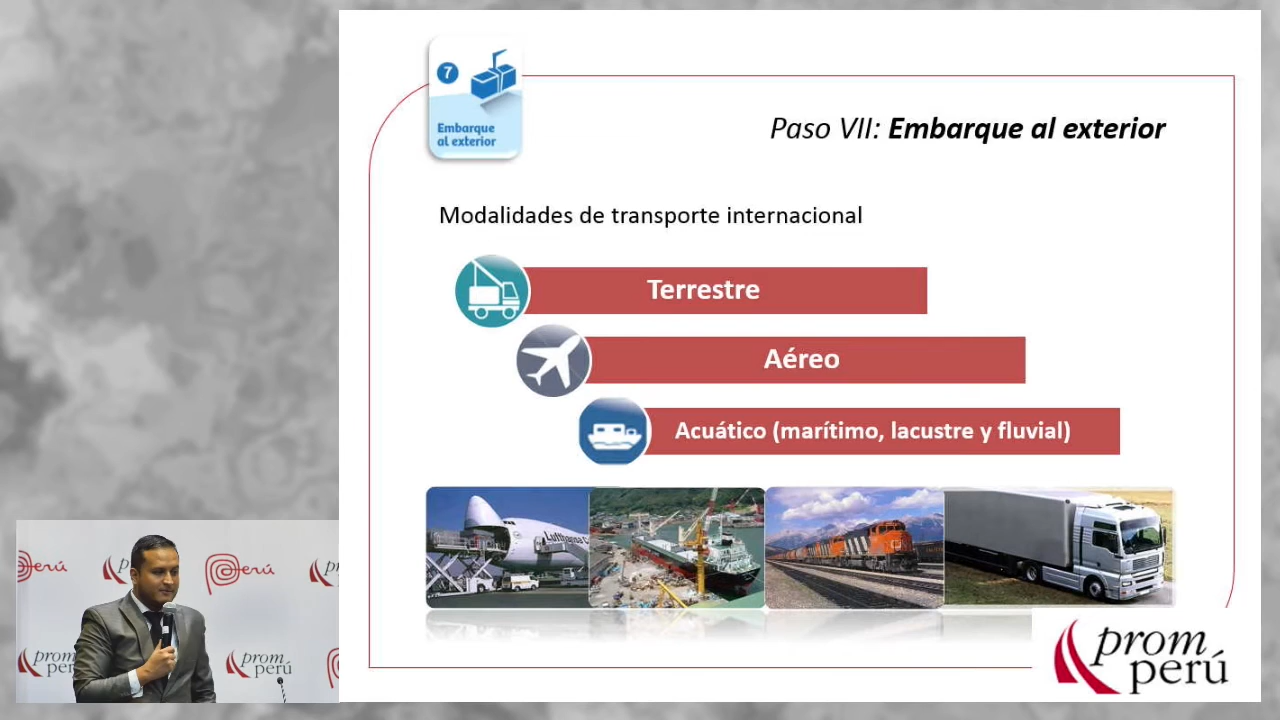 7
Embarque
al exterior
Paso VII: Embarque al exterior
Modalidades de transporte internacional
Terrestre
Aéreo
Acuático (marítimo, lacustre y fluvial)
Lufthansa
prom
perú
Perú
prom
perú